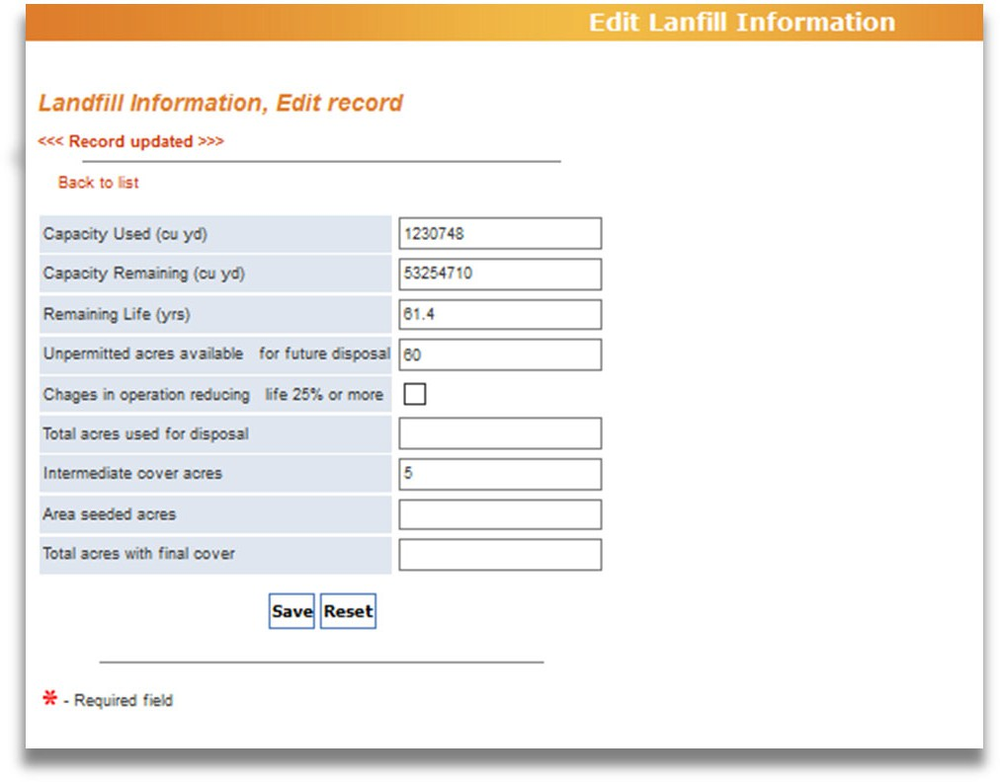 Edit Lanfill Information
Landfill Information, Edit record
<<< Record updated >>>
Back to list
Capacity Used (cu yd) 1230748
Capacity Remaining (cu yd) 53254710
Remaining Life (yrs) 61.4
Unpermitted acres available for future disposal 60
Chages in operation reducing life 25% or more
Total acres used for disposal
Intermediate cover acres 5
Area seeded acres
Total acres with final cover
Save Reset
* - Required field